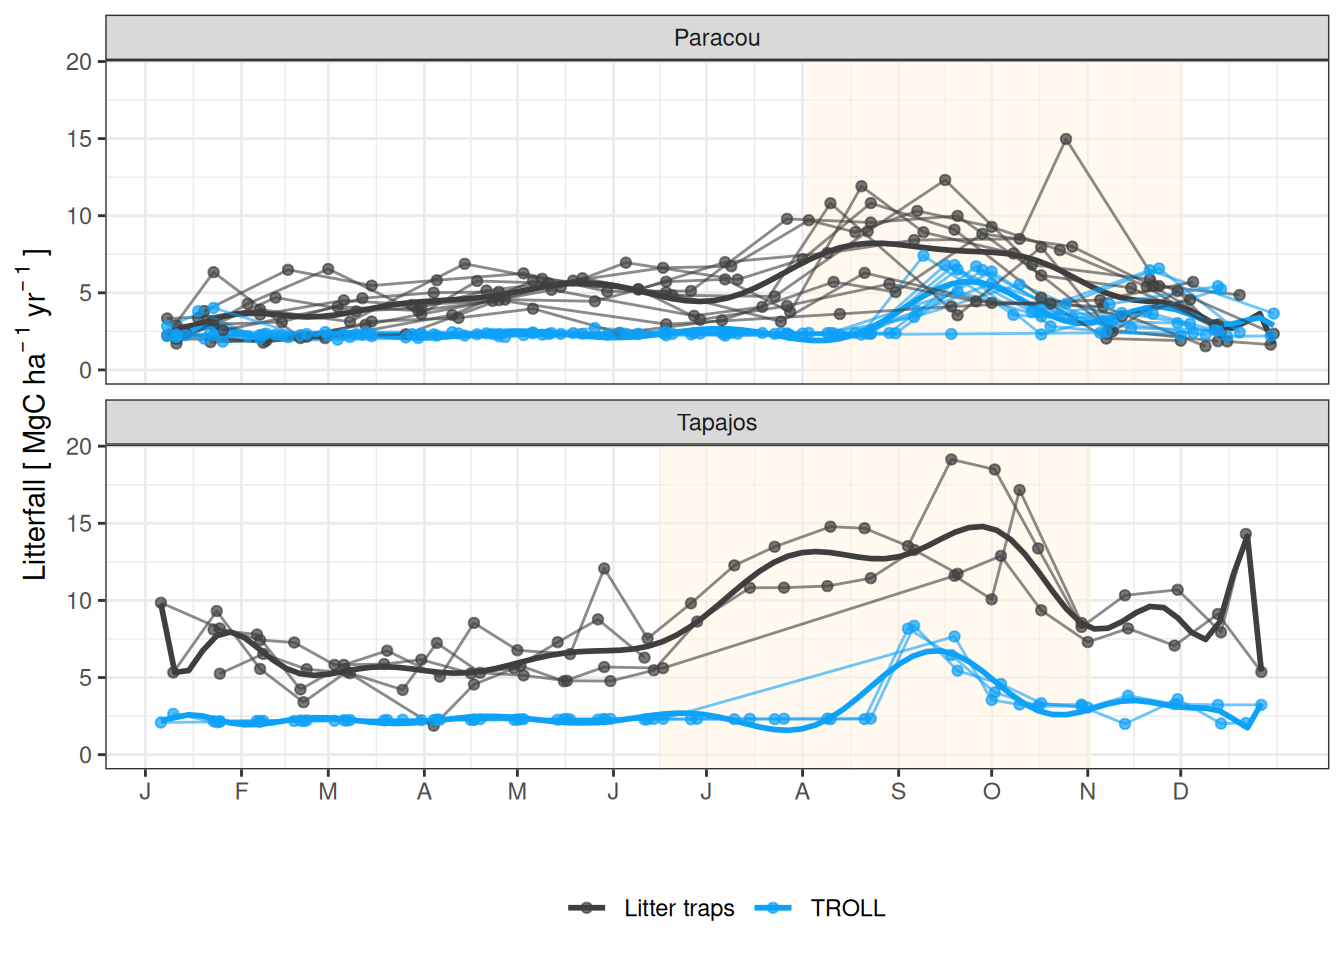 Paracou
20
15
10
5
0
Tapajos
20
15
10
5
0
J F M A M J J A S O N D
Litterfall [ MgC ha⁻¹ yr⁻¹ ]
Litter traps TROLL